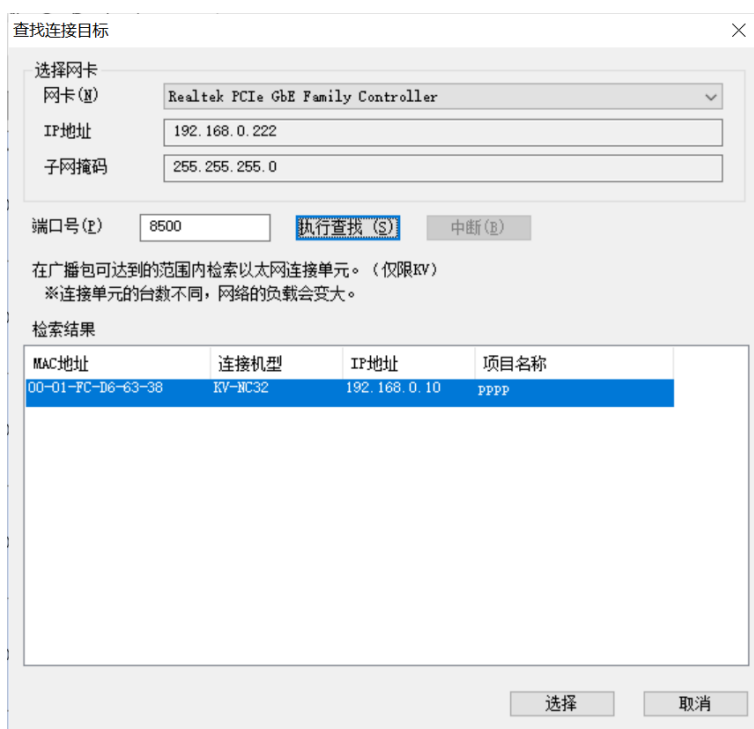 查找连接目标
选择网卡
网卡(N) Realtek PCIe GbE Family Controller
IP地址 192.168.0.222
子网掩码 255.255.255.0
端口号(P) 8500 执行查找 (S) 中断(B)
在广播包可达到的范围内检索以太网连接单元。（仅限KV）
※连接单元的台数不同，网络的负载会变大。
检索结果
MAC地址 连接机型 IP地址 项目名称
00-01-FC-D6-63-38 KV-NC32 192.168.0.10 PPPP
选择 取消